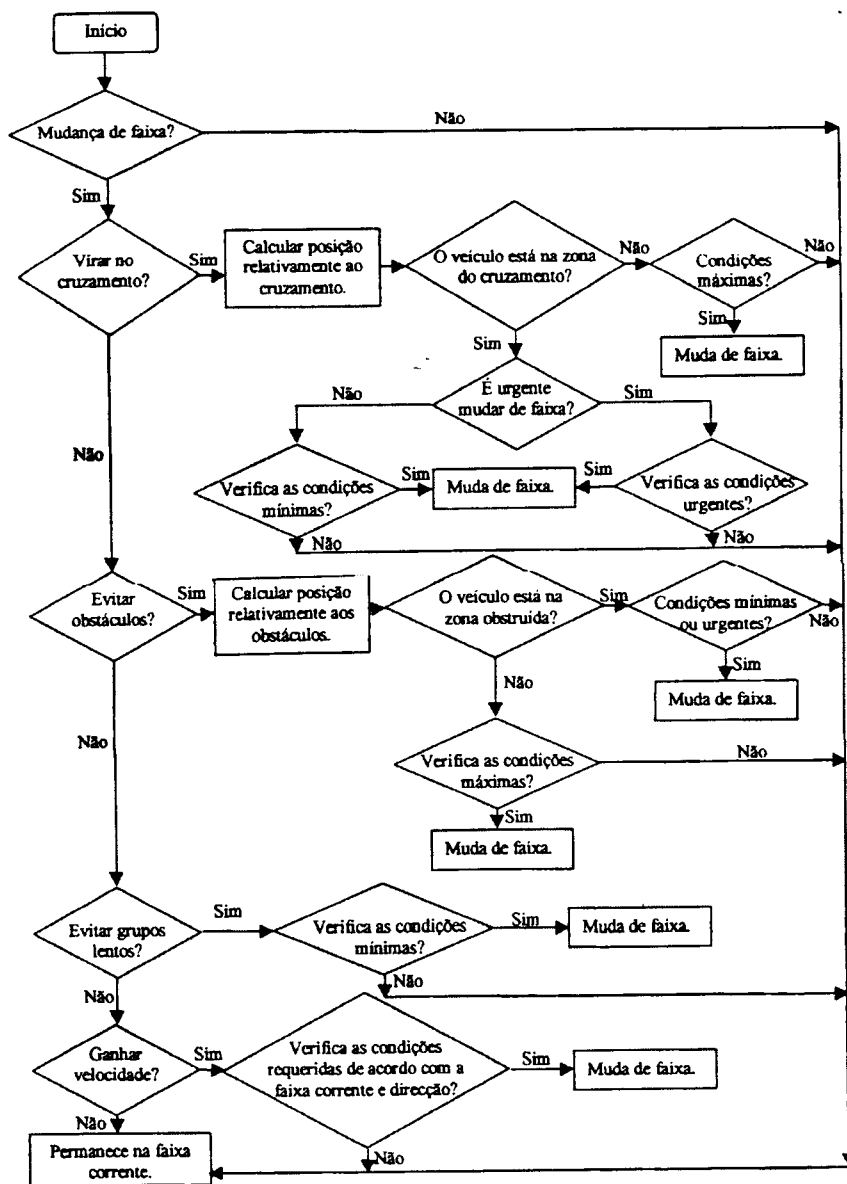 Início
Mudança de faixa?
Não
Sim
Virar no
cruzamento?
Sim
Calcular posição
relativamente ao
cruzamento.
O veículo está na zona
do cruzamento?
Não
Condições
máximas?
Não
Sim
Muda de faixa.
Sim
É urgente
mudar de faixa?
Não
Sim
Não
Verifica as condições
mínimas?
Sim
Muda de faixa.
Sim
Verifica as condições
urgentes?
Não
Não
Evitar
obstáculos?
Sim
Calcular posição
relativamente aos
obstáculos.
O veículo está na
zona obstruida?
Sim
Condições mínimas
ou urgentes?
Não
Sim
Muda de faixa.
Não
Não
Verifica as condições
máximas?
Não
Sim
Muda de faixa.
Evitar grupos
lentos?
Sim
Verifica as condições
mínimas?
Sim
Muda de faixa.
Não
Não
Ganhar
velocidade?
Sim
Verifica as condições
requeridas de acordo com a
faixa corrente e direcção?
Sim
Muda de faixa.
Não
Não
Permanece na faixa
corrente.